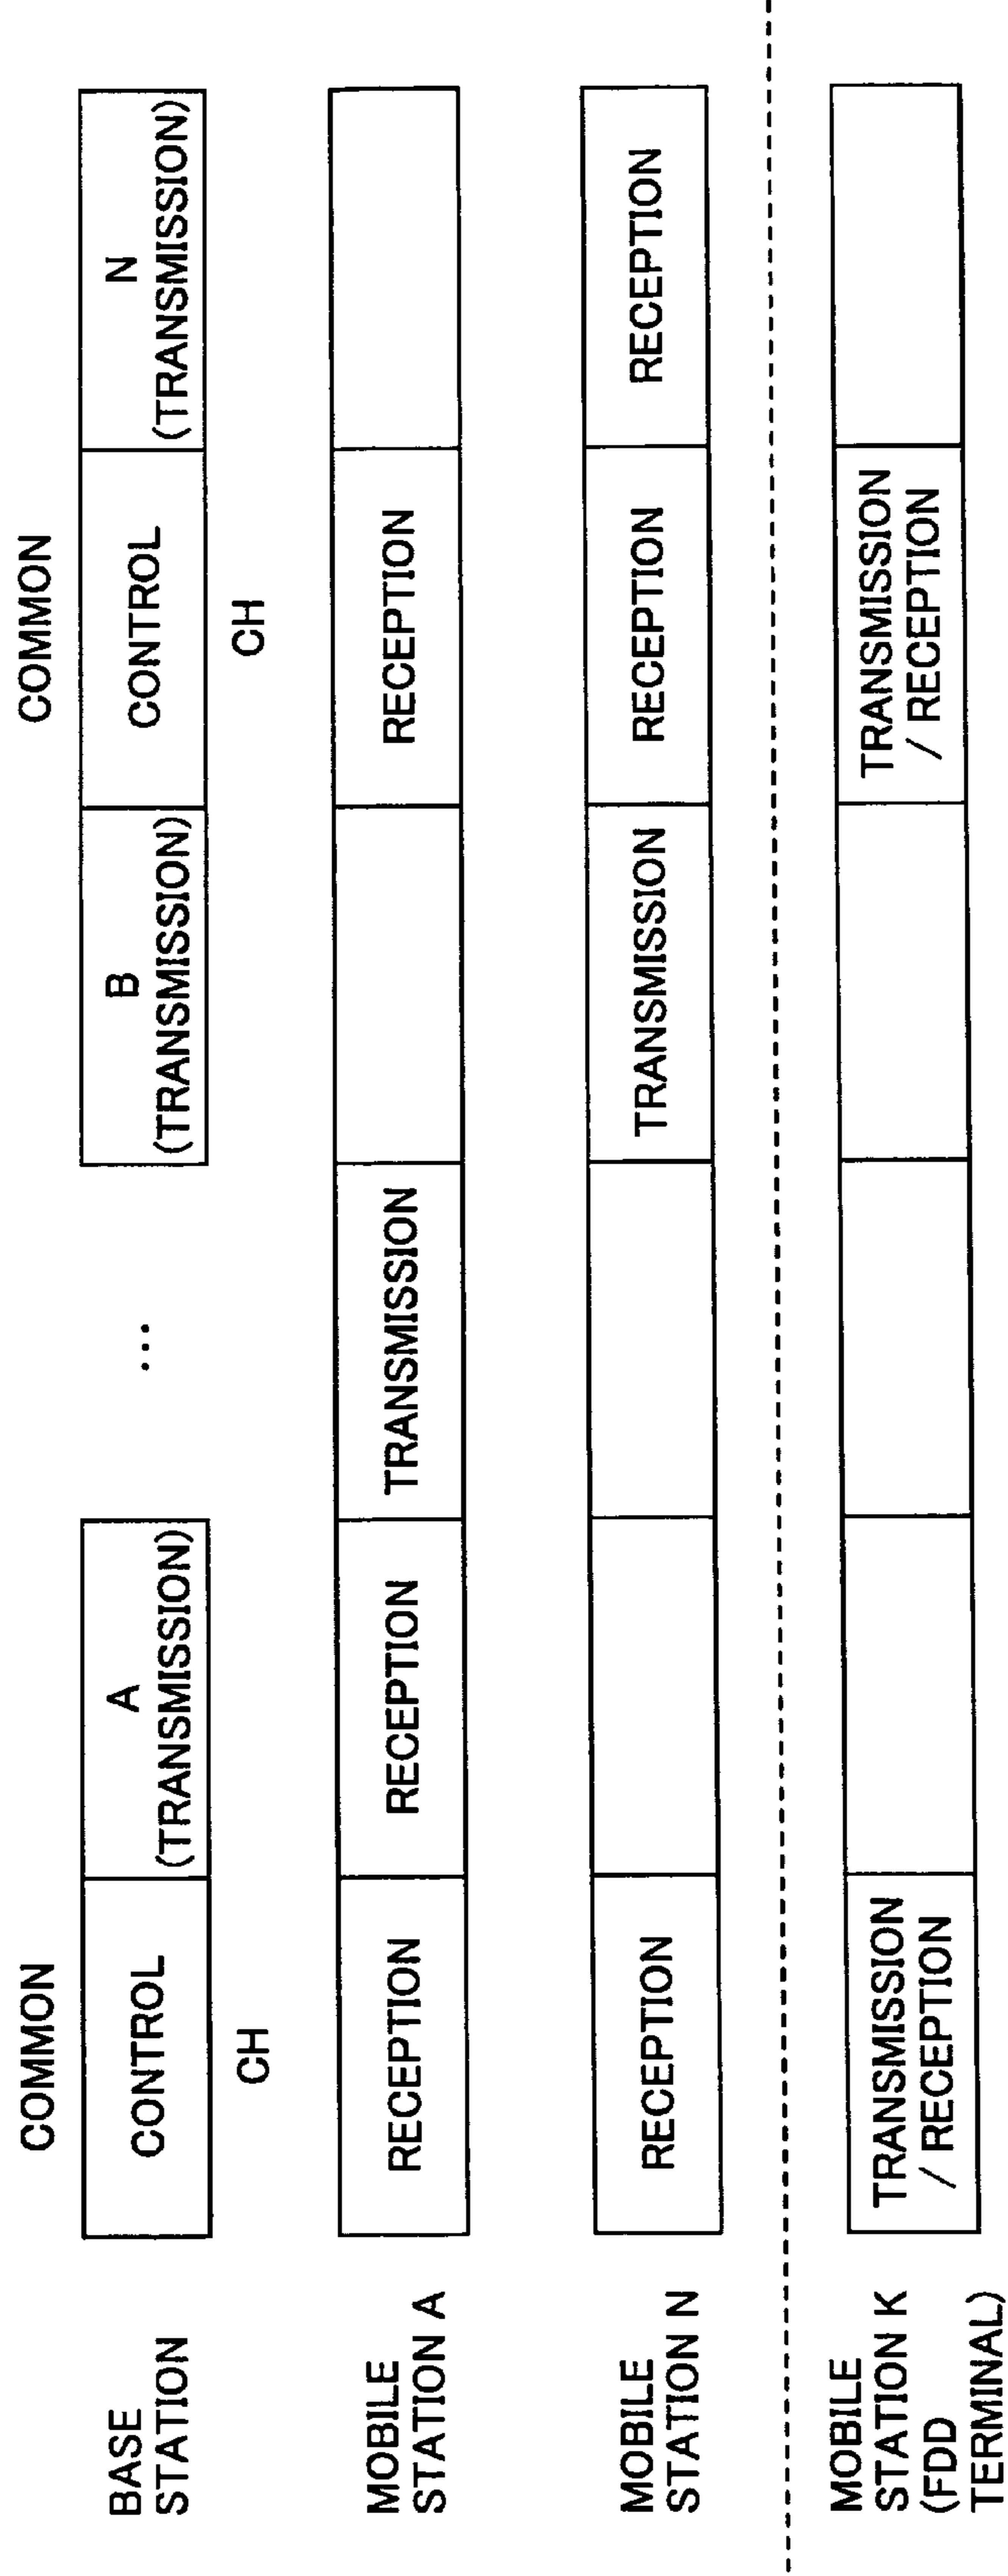 COMMON
COMMON
BASE
STATION
CONTROL
A
(TRANSMISSION)
...
B
(TRANSMISSION)
CONTROL
N
(TRANSMISSION)
CH
CH
MOBILE
STATION A
RECEPTION
RECEPTION
TRANSMISSION
RECEPTION
MOBILE
STATION N
RECEPTION
TRANSMISSION
RECEPTION
RECEPTION
MOBILE
STATION K
(FDD
TERMINAL)
TRANSMISSION
/ RECEPTION
TRANSMISSION
/ RECEPTION